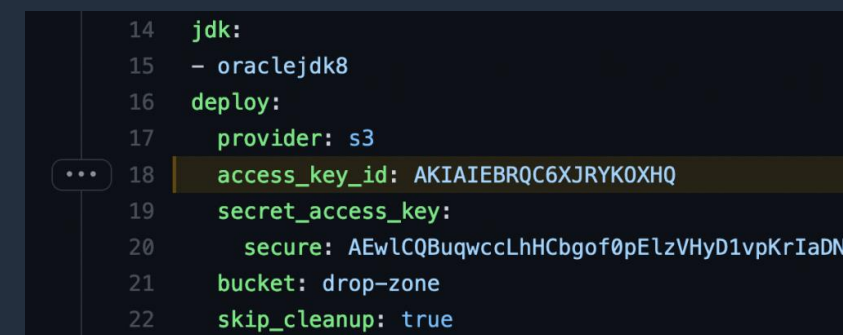 14 jdk:
15 - oraclejdk8
16 deploy:
17 provider: s3
18 access_key_id: AKIAIEBRQC6XJRYKOXHQ
19 secret_access_key:
20 secure: AEwlCQBuqwccLhHCbgof0pElzVHyD1vpKrIaDN
21 bucket: drop-zone
22 skip_cleanup: true